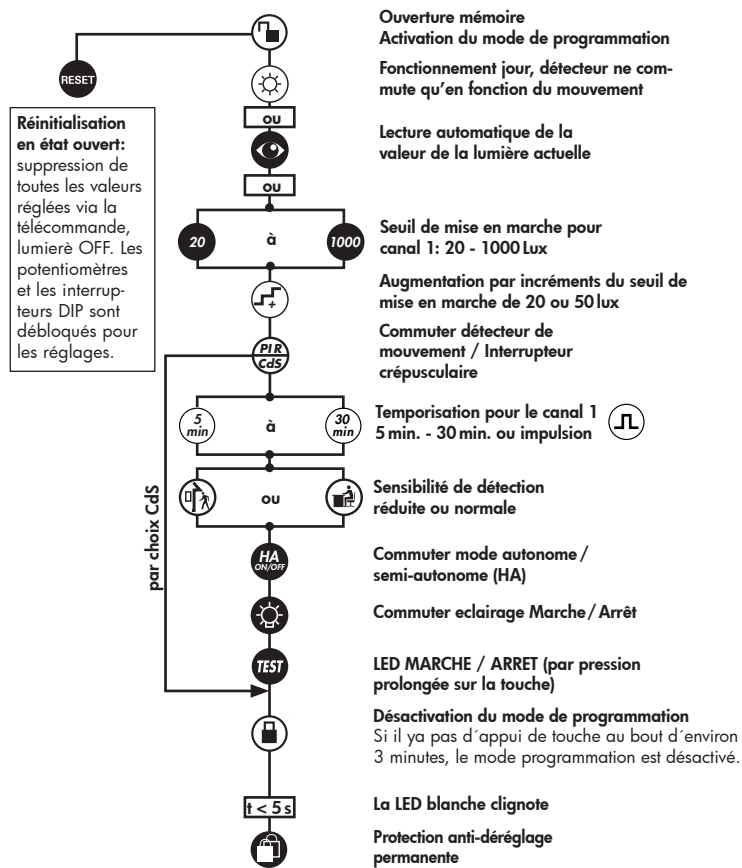 Ouverture mémoire
Activation du mode de programmation
RESET
Fonctionnement jour, détecteur ne com-
mute qu'en fonction du mouvement
ou
Réinitialisation
en état ouvert:
suppression de
toutes les valeurs
réglées via la
télécommande,
lumierè OFF. Les
potentiomètres
et les interrup-
teurs DIP sont
débloqués pour
les réglages.
Lecture automatique de la
valeur de la lumière actuelle
ou
20
à
1000
Seuil de mise en marche pour
canal 1: 20 - 1000 Lux
+
Augmentation par incréments du seuil de
mise en marche de 20 ou 50 lux
PIR
CdS
Commuter détecteur de
mouvement / Interrupteur
crépusculaire
5
min
à
30
min
Temporisation pour le canal 1
5 min. - 30 min. ou impulsion
ou
Sensibilité de détection
réduite ou normale
par choix CdS
HA
ON/OFF
Commuter mode autonome /
semi-autonome (HA)
Commuter eclairage Marche / Arrêt
TEST
LED MARCHE / ARRET (par pression
prolongée sur la touche)
Désactivation du mode de programmation
Si il ya pas d´appui de touche au bout d´environ
3 minutes, le mode programmation est désactivé.
t < 5 s
La LED blanche clignote
Protection anti-déréglage
permanente